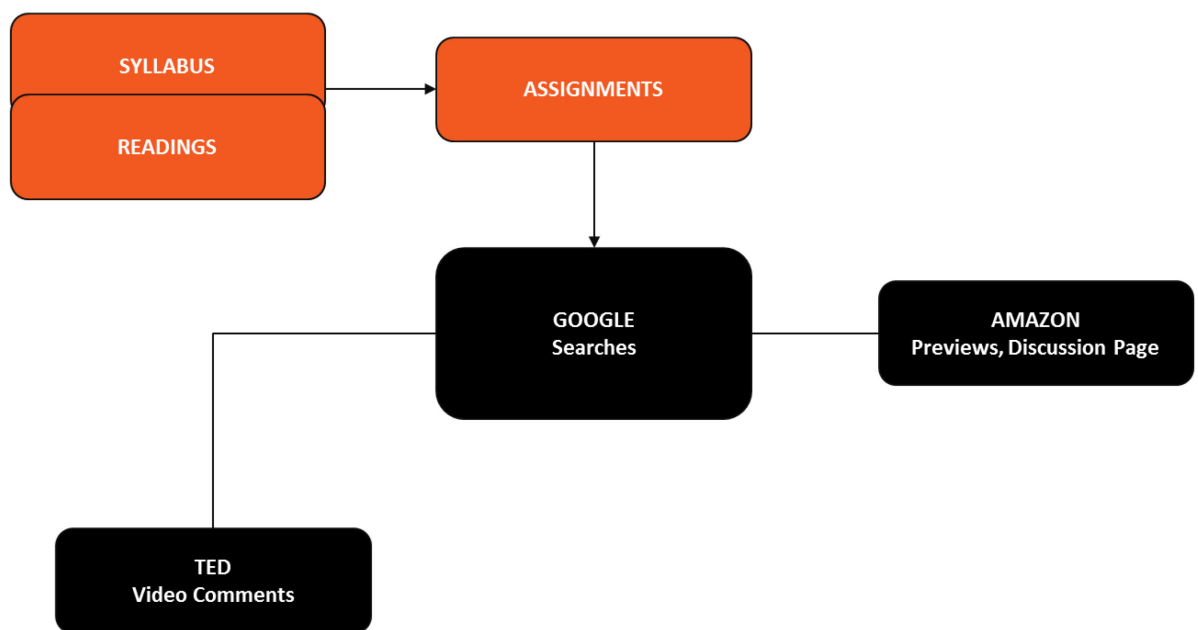 SYLLABUS
READINGS
ASSIGNMENTS
GOOGLE
Searches
AMAZON
Previews, Discussion Page
TED
Video Comments